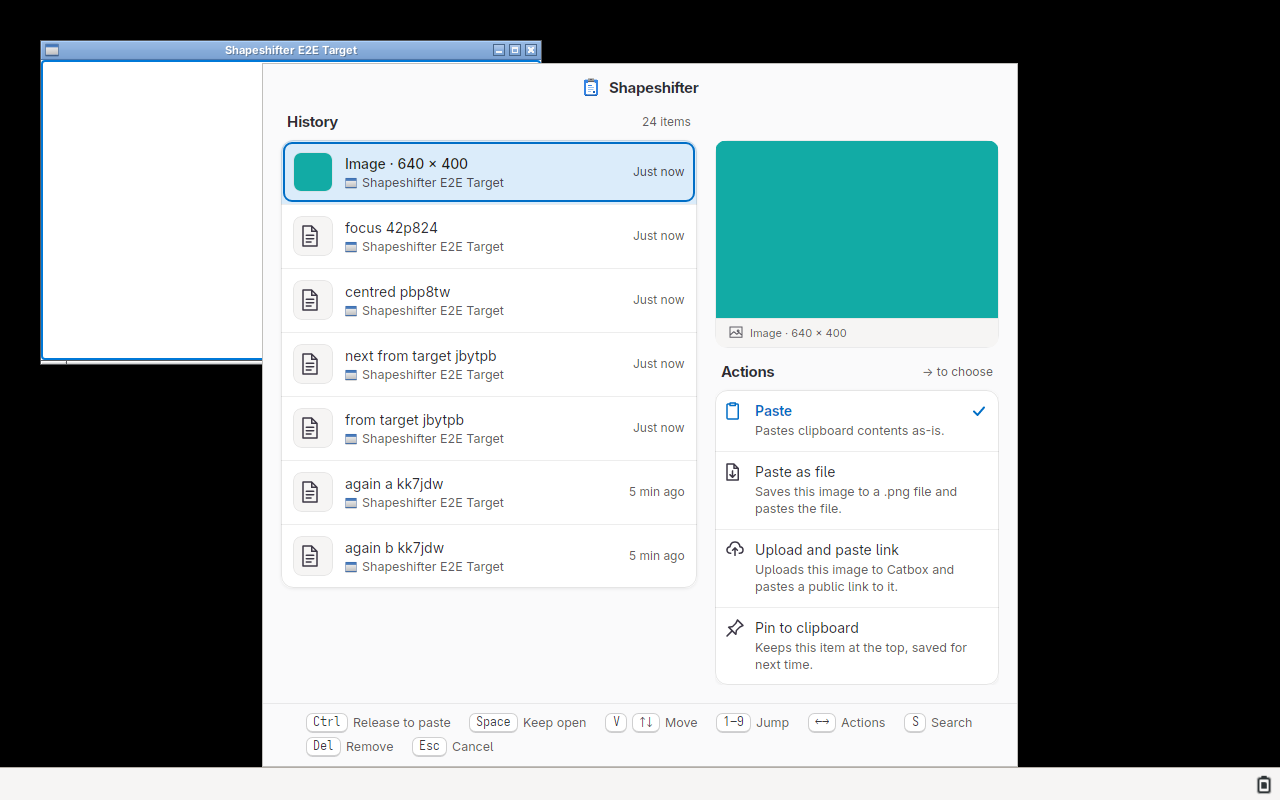 Shapeshifter E2E Target
Shapeshifter
History
24 items
Image · 640 × 400
Shapeshifter E2E Target
Just now
focus 42p824
Shapeshifter E2E Target
Just now
centred pbp8tw
Shapeshifter E2E Target
Just now
next from target jbytpb
Shapeshifter E2E Target
Just now
from target jbytpb
Shapeshifter E2E Target
Just now
again a kk7jdw
Shapeshifter E2E Target
5 min ago
again b kk7jdw
Shapeshifter E2E Target
5 min ago
Image · 640 × 400
Actions
→ to choose
Paste
Pastes clipboard contents as-is.
Paste as file
Saves this image to a .png file and
pastes the file.
Upload and paste link
Uploads this image to Catbox and
pastes a public link to it.
Pin to clipboard
Keeps this item at the top, saved for
next time.
Ctrl Release to paste Space Keep open V ↑↓ Move 1–9 Jump ↔ Actions S Search
Del Remove Esc Cancel